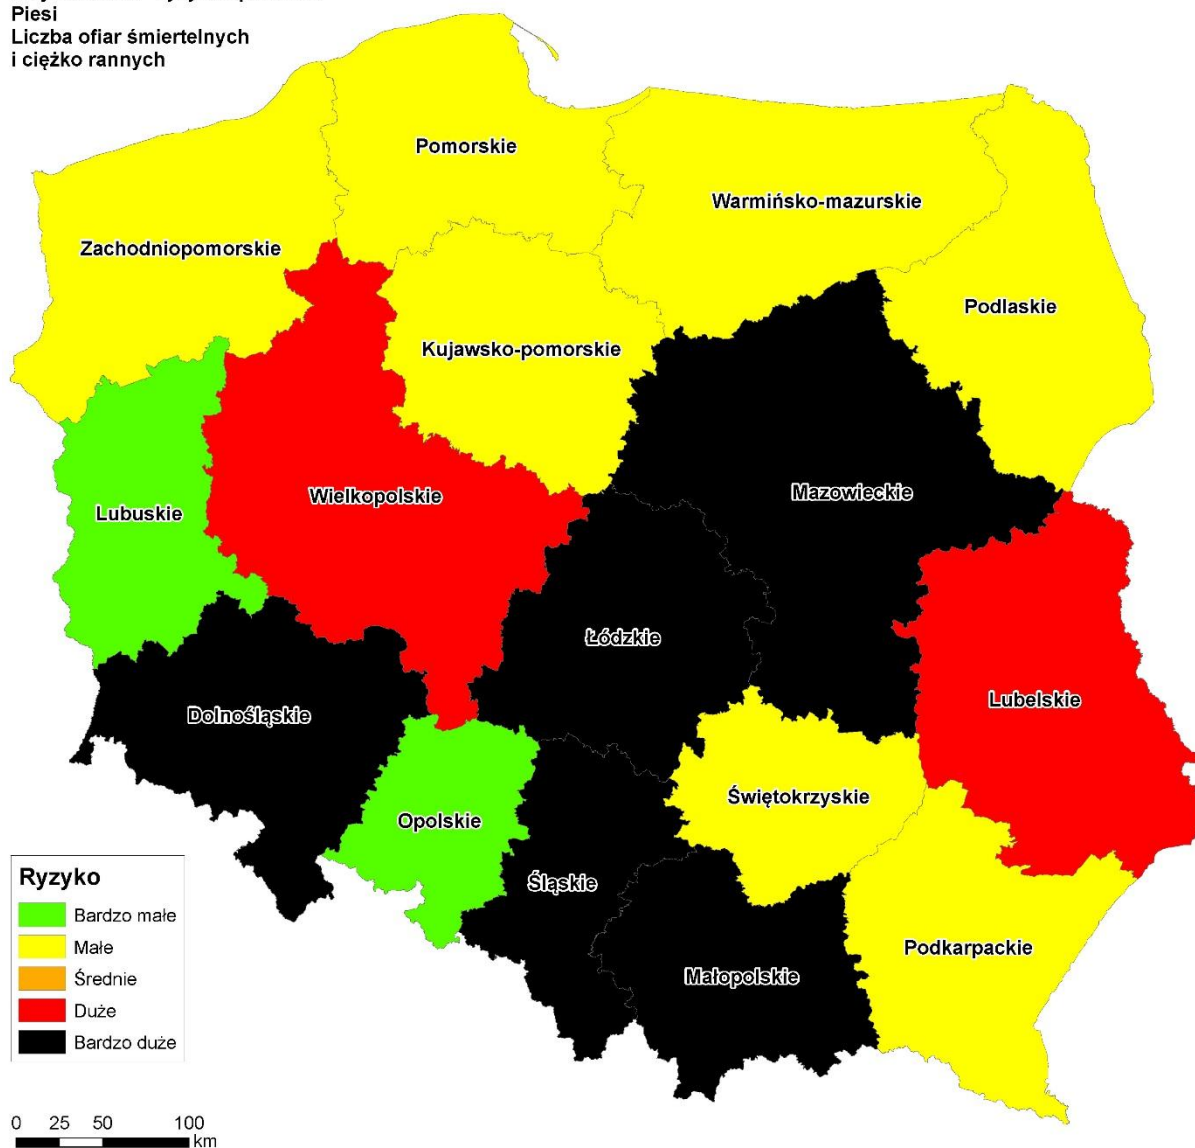 Piesi
Liczba ofiar śmiertelnych
i ciężko rannych
Pomorskie
Warmińsko-mazurskie
Zachodniopomorskie
Podlaskie
Kujawsko-pomorskie
Wielkopolskie
Mazowieckie
Lubuskie
Łódzkie
Lubelskie
Dolnośląskie
Świętokrzyskie
Opolskie
Śląskie
Podkarpackie
Małopolskie
Ryzyko
Bardzo małe
Małe
Średnie
Duże
Bardzo duże
0 25 50 100
km